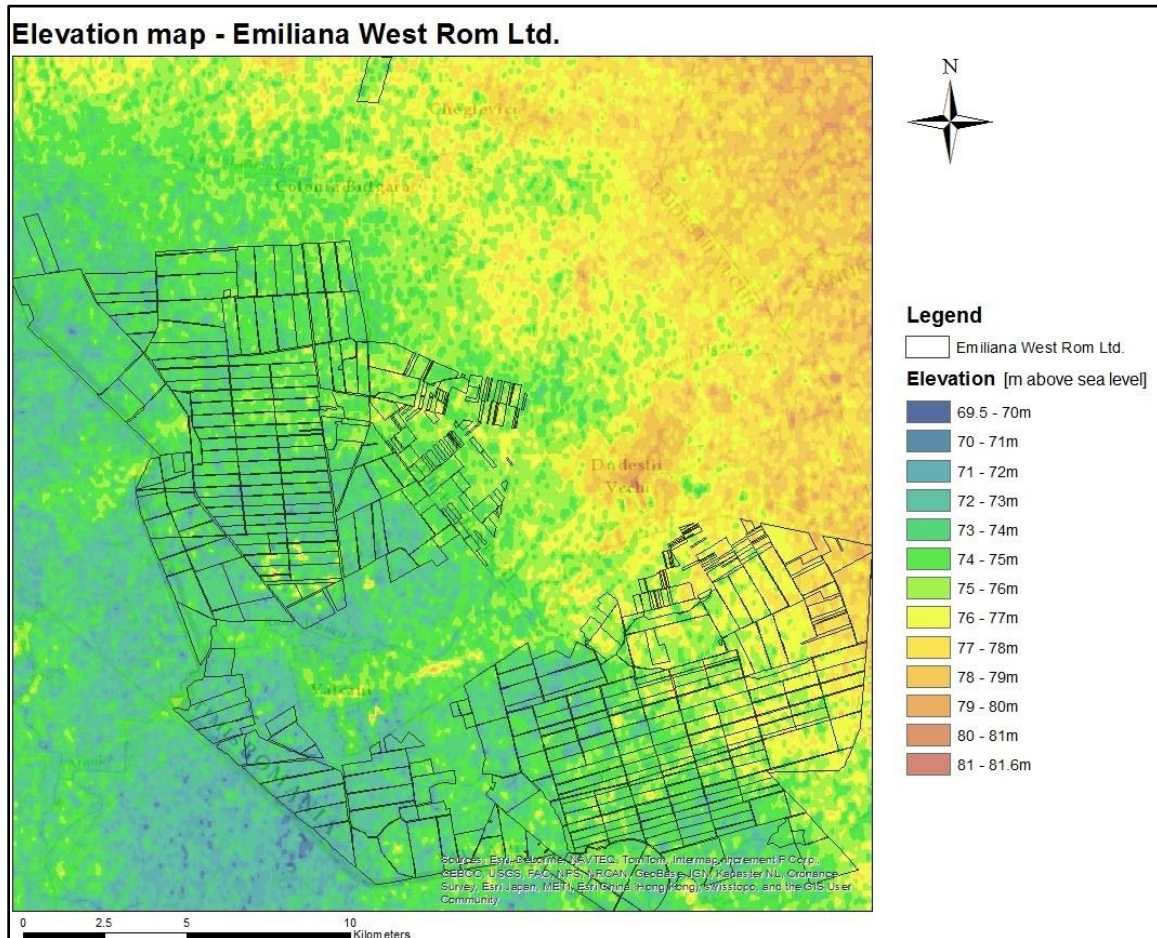 Elevation map - Emiliana West Rom Ltd.
N
Cheglevici
Colonia Bulgara
Dudestii
Vechi
Valcani
ROMANIA
Legend
Emiliana West Rom Ltd.
Elevation [m above sea level]
69.5 - 70m
70 - 71m
71 - 72m
72 - 73m
73 - 74m
74 - 75m
75 - 76m
76 - 77m
77 - 78m
78 - 79m
79 - 80m
80 - 81m
81 - 81.6m
Sources: Esri, DeLorme, NAVTEQ, TomTom, Intermap, increment P Corp.,
GEBCO, USGS, FAO, NPS, NRCAN, GeoBase, IGN, Kadaster NL, Ordnance
Survey, Esri Japan, METI, Esri China (Hong Kong), swisstopo, and the GIS User
Community
0 2.5 5 10
Kilometers